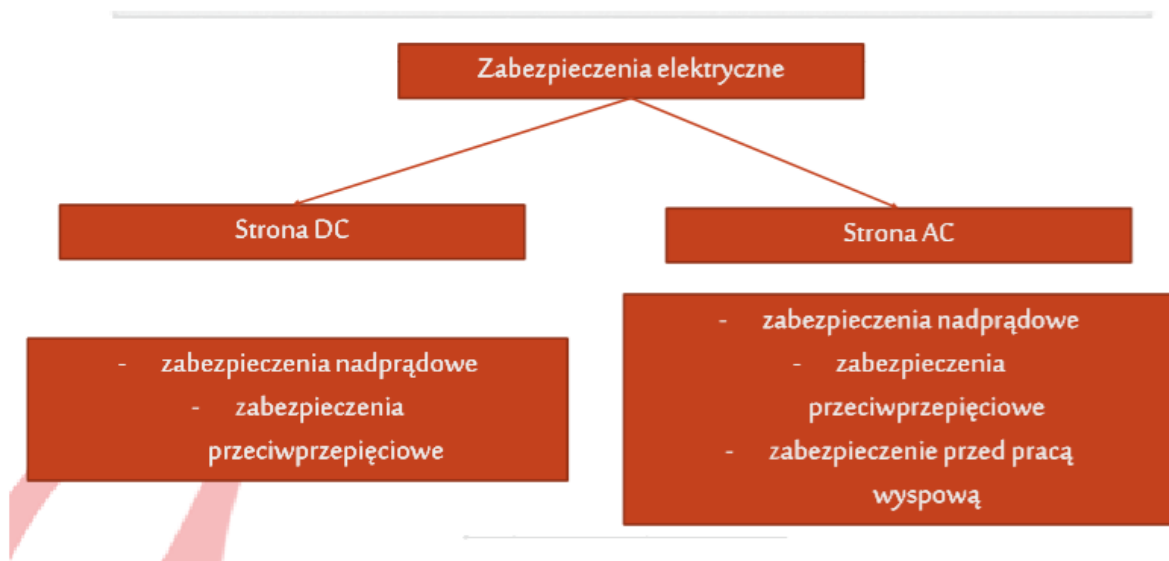 Zabezpieczenia elektryczne
Strona DC
Strona AC
- zabezpieczenia nadprądowe
- zabezpieczenia
przeciwprzepięciowe
- zabezpieczenia nadprądowe
- zabezpieczenia
przeciwprzepięciowe
- zabezpieczenie przed pracą
wyspową